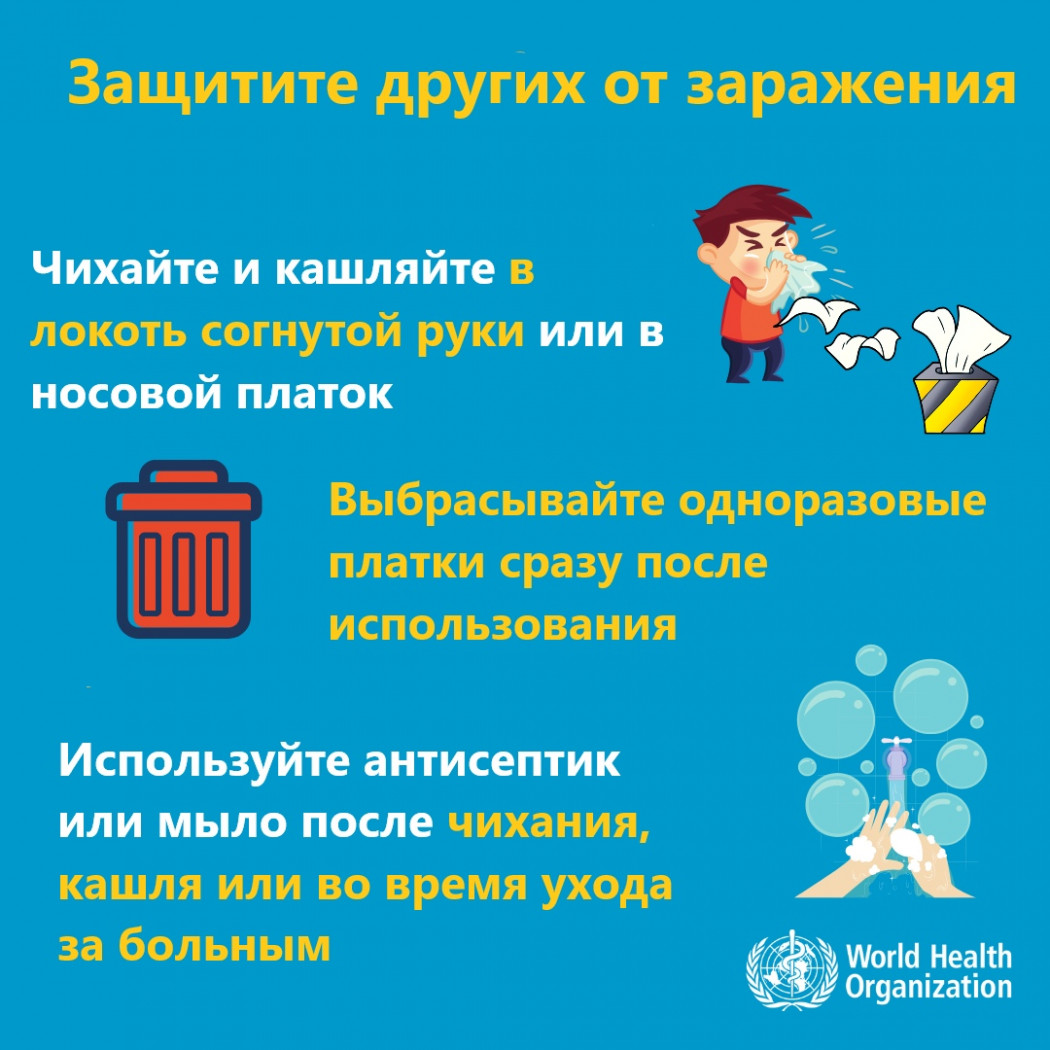 Защитите других от заражения
Чихайте и кашляйте в
локоть согнутой руки или в
носовой платок
Выбрасывайте одноразовые
платки сразу после
использования
Используйте антисептик
или мыло после чихания,
кашля или во время ухода
за больным
World Health
Organization